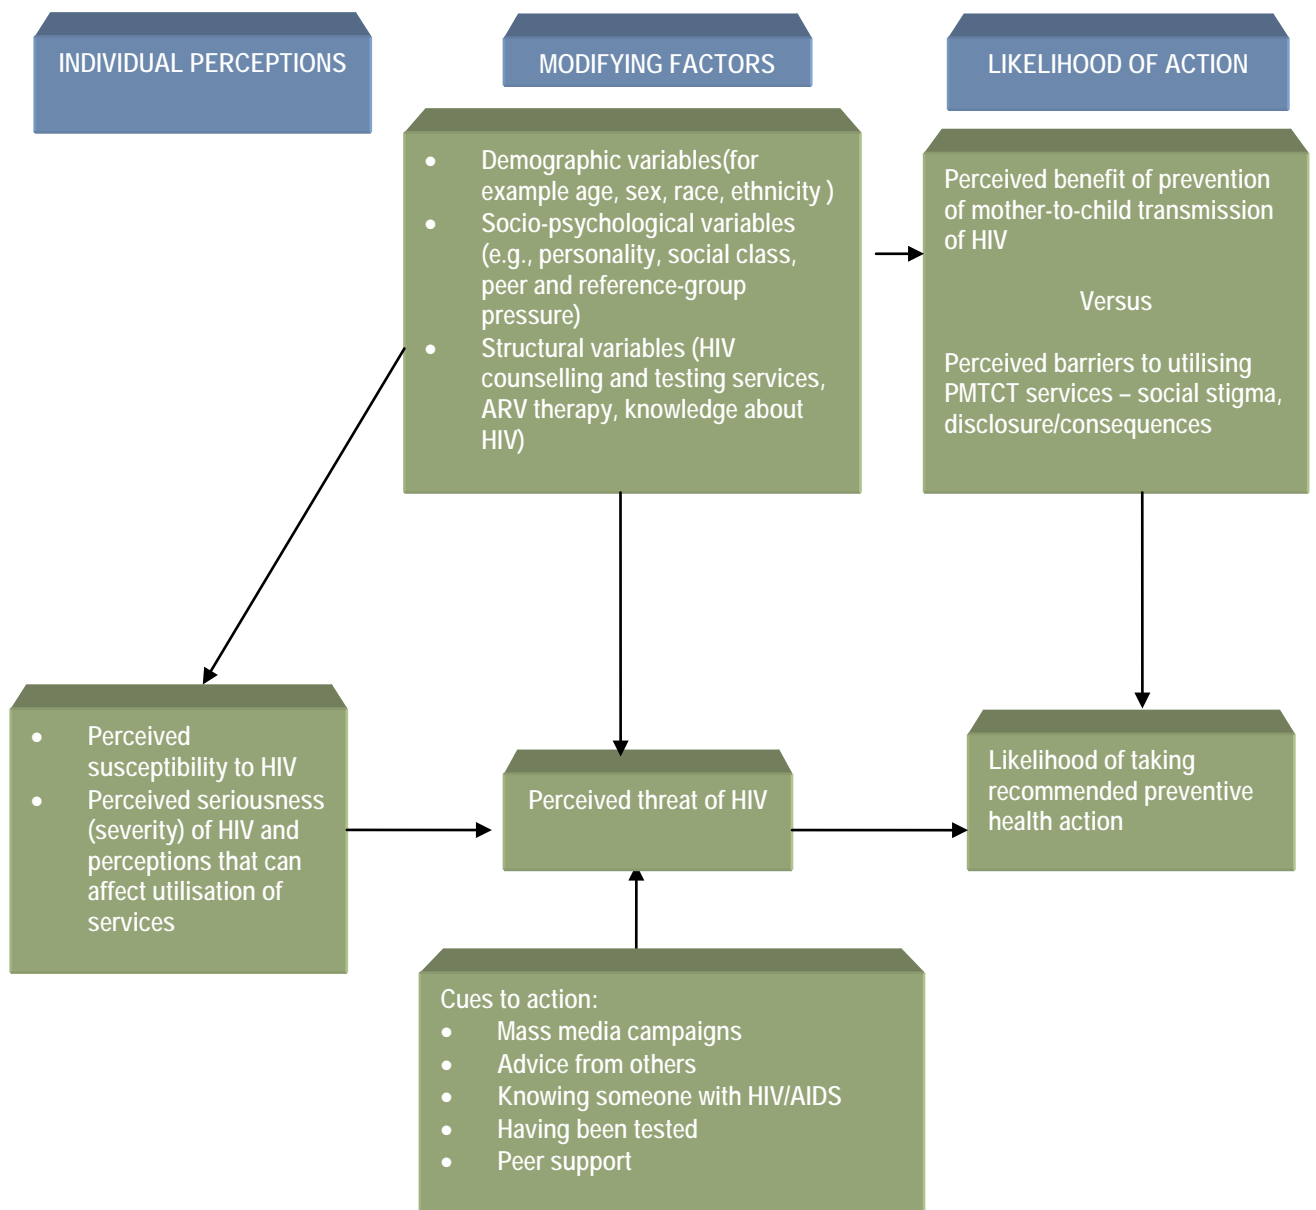 INDIVIDUAL PERCEPTIONS
MODIFYING FACTORS
LIKELIHOOD OF ACTION
• Demographic variables(for
example age, sex, race, ethnicity )
• Socio-psychological variables
(e.g., personality, social class,
peer and reference-group
pressure)
• Structural variables (HIV
counselling and testing services,
ARV therapy, knowledge about
HIV)
Perceived benefit of prevention
of mother-to-child transmission
of HIV
Versus
Perceived barriers to utilising
PMTCT services – social stigma,
disclosure/consequences
• Perceived
susceptibility to HIV
• Perceived seriousness
(severity) of HIV and
perceptions that can
affect utilisation of
services
Perceived threat of HIV
Likelihood of taking
recommended preventive
health action
Cues to action:
• Mass media campaigns
• Advice from others
• Knowing someone with HIV/AIDS
• Having been tested
• Peer support